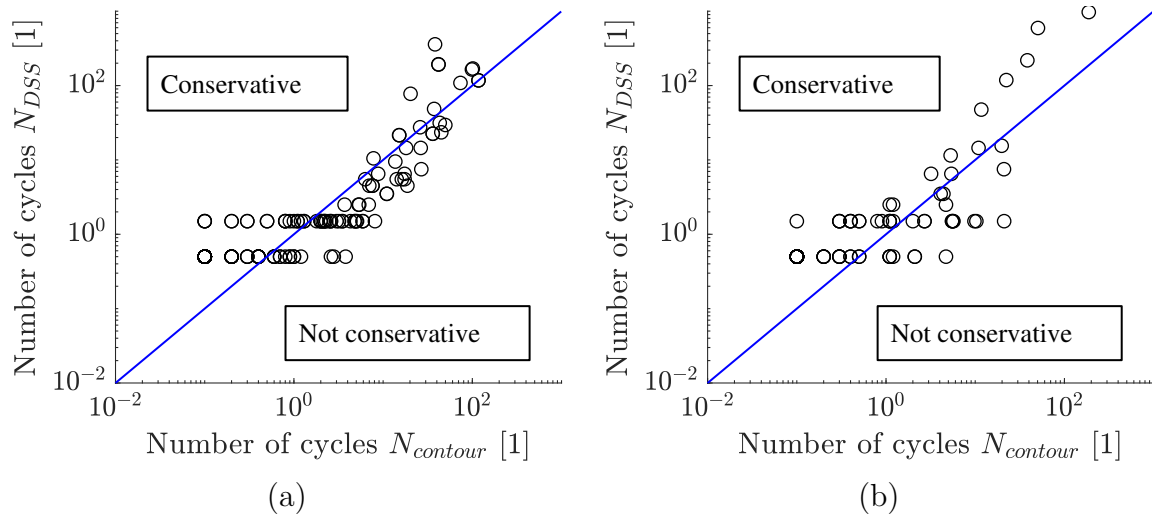 Number of cycles N_DSS [1]
10^2
10^0
10^-2
Conservative
Not conservative
10^-2 10^0 10^2
Number of cycles N_contour [1]
(a)
Number of cycles N_DSS [1]
10^2
10^0
10^-2
Conservative
Not conservative
10^-2 10^0 10^2
Number of cycles N_contour [1]
(b)